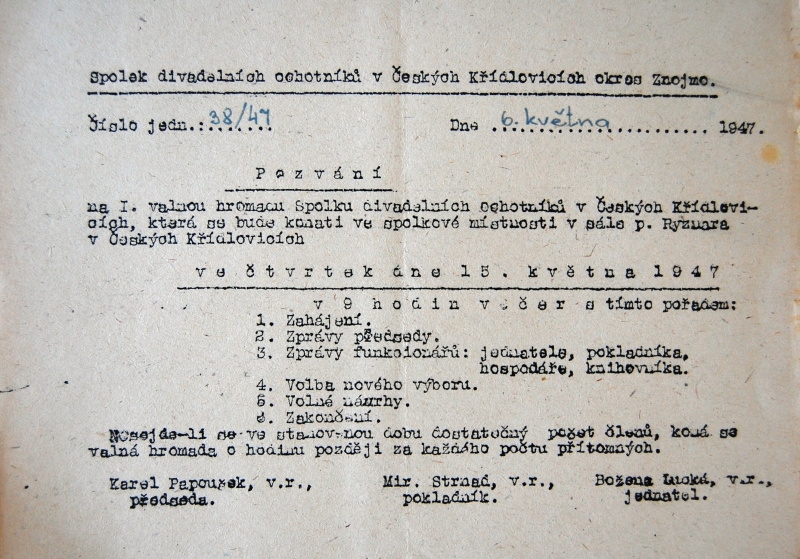 Spolek divadelních ochotníků v Českých Křídlovicích okres Znojmo.
Číslo jedn.: 38/47 Dne 6. května 1947.
Pozvání
na I. valnou hromadu Spolku divadelních ochotníků v Českých Křídlovi-
cích, která se bude konati ve spolkové místnosti v sále p. Ryznara
v Českých Křídlovicích
ve čtvrtek dne 15. května 1947
v 9 hodin večer s tímto pořadem:
1. Zahájení.
2. Zprávy předsedy.
3. Zprávy funkcionářů: jednatele, pokladníka,
hospodáře, knihovníka.
4. Volba nového výboru.
5. Volné návrhy.
6. Zakončení.
Nesejde-li se ve stanovenou dobu dostatečný počet členů, koná se
valná hromada o hodinu později za každého počtu přítomných.
Karel Papoušek, v.r., Mir. Strnad, v.r., Božena v.r.,
předseda. pokladník. jednatel.